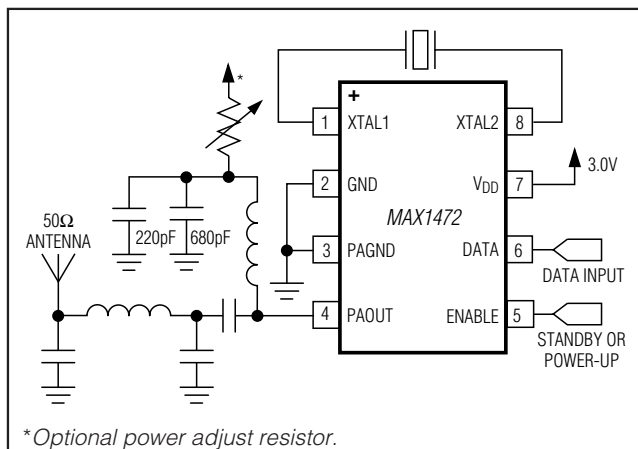 *
+
1 XTAL1 XTAL2 8
2 GND VDD 7 3.0V
MAX1472
50Ω
ANTENNA
220pF 680pF
3 PAGND DATA 6
DATA INPUT
4 PAOUT ENABLE 5
STANDBY OR
POWER-UP
*Optional power adjust resistor.